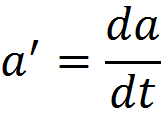 a′ = da/dt